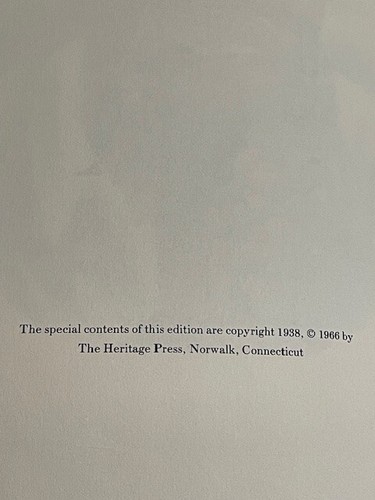 The special contents of this edition are copyright 1938, © 1966 by
The Heritage Press, Norwalk, Connecticut